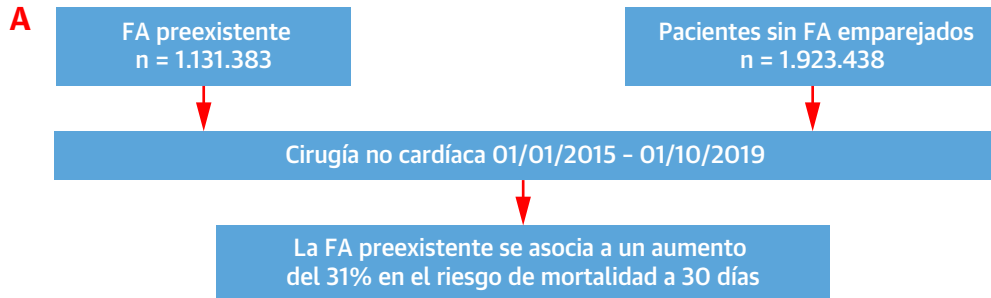 A
FA preexistente
n = 1.131.383
Pacientes sin FA emparejados
n = 1.923.438
Cirugía no cardíaca 01/01/2015 - 01/10/2019
La FA preexistente se asocia a un aumento
del 31% en el riesgo de mortalidad a 30 días